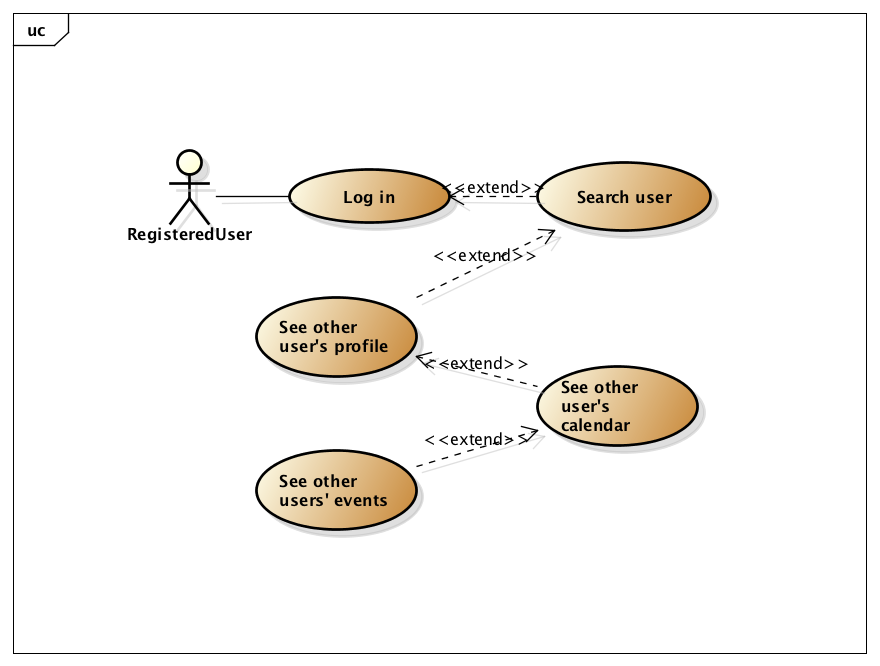 uc
Log in
<<extend>>
Search user
RegisteredUser
<<extend>>
See other
user's profile
<<extend>>
See other
user's
calendar
<<extend>>
See other
users' events